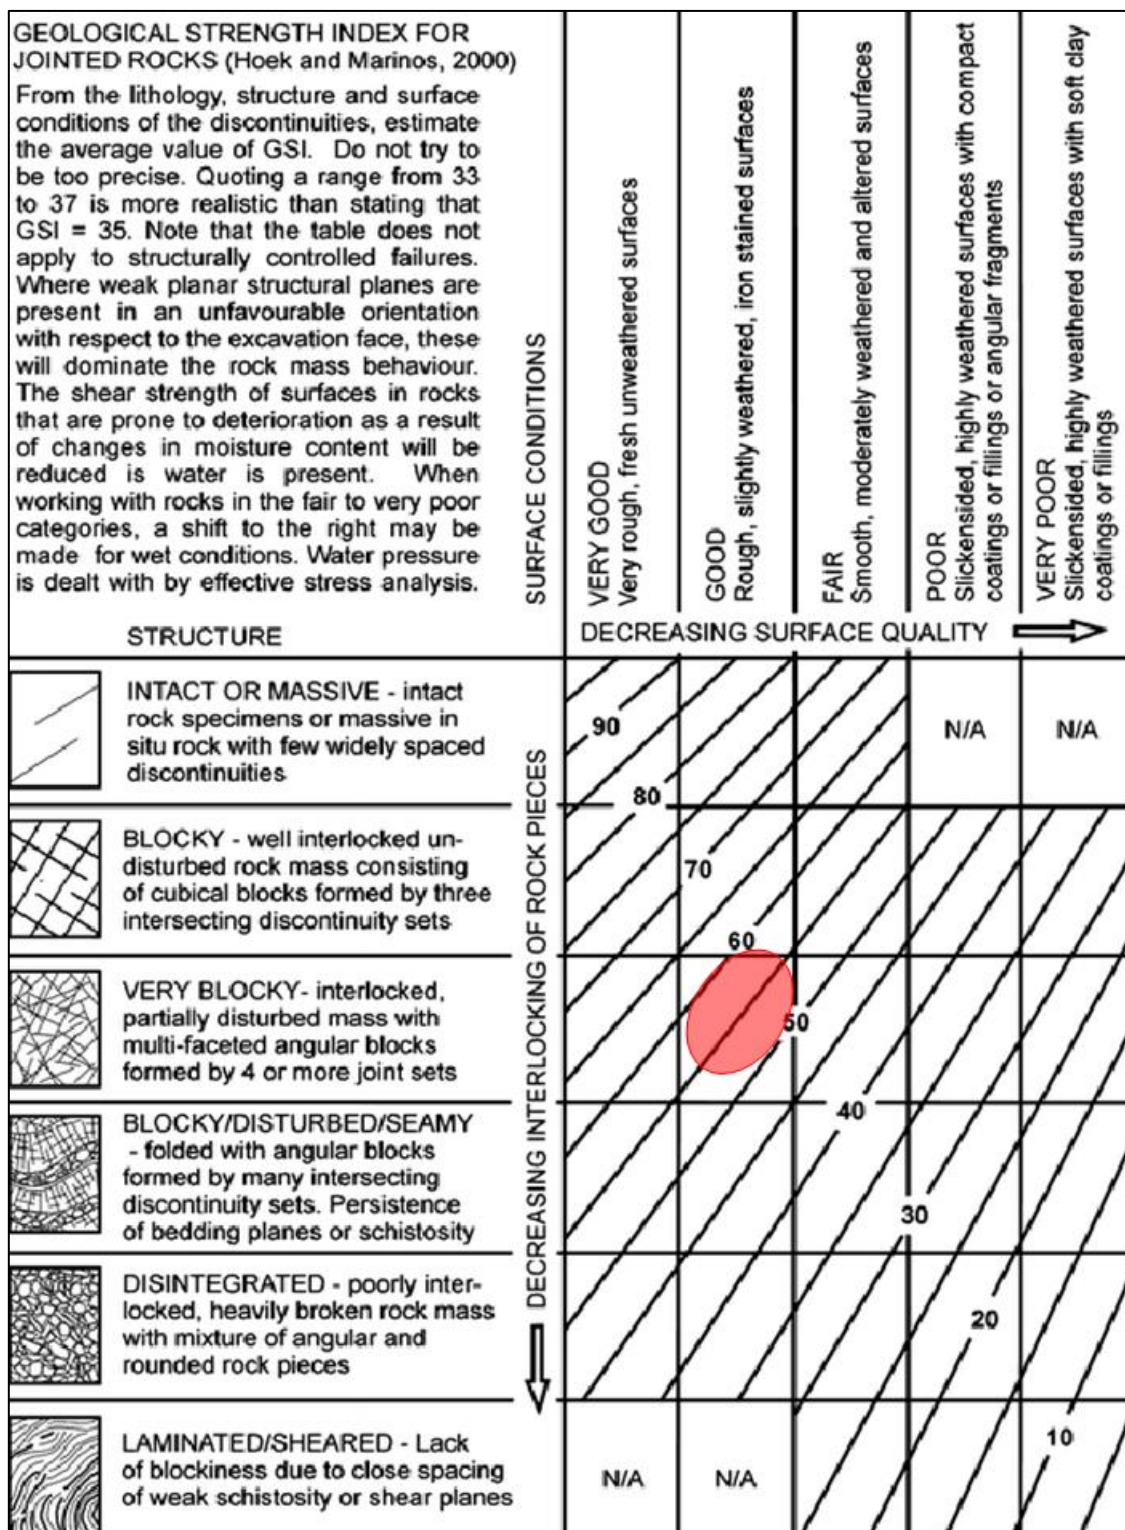 GEOLOGICAL STRENGTH INDEX FOR
JOINTED ROCKS (Hoek and Marinos, 2000)
From the lithology, structure and surface
conditions of the discontinuities, estimate
the average value of GSI. Do not try to
be too precise. Quoting a range from 33
to 37 is more realistic than stating that
GSI = 35. Note that the table does not
apply to structurally controlled failures.
Where weak planar structural planes are
present in an unfavourable orientation
with respect to the excavation face, these
will dominate the rock mass behaviour.
The shear strength of surfaces in rocks
that are prone to deterioration as a result
of changes in moisture content will be
reduced is water is present. When
working with rocks in the fair to very poor
categories, a shift to the right may be
made for wet conditions. Water pressure
is dealt with by effective stress analysis.
SURFACE CONDITIONS
VERY GOOD
Very rough, fresh unweathered surfaces
GOOD
Rough, slightly weathered, iron stained surfaces
FAIR
Smooth, moderately weathered and altered surfaces
POOR
Slickensided, highly weathered surfaces with compact
coatings or fillings or angular fragments
VERY POOR
Slickensided, highly weathered surfaces with soft clay
coatings or fillings
STRUCTURE
DECREASING SURFACE QUALITY
DECREASING INTERLOCKING OF ROCK PIECES
INTACT OR MASSIVE - intact
rock specimens or massive in
situ rock with few widely spaced
discontinuities
90
N/A
N/A
80
BLOCKY - well interlocked un-
disturbed rock mass consisting
of cubical blocks formed by three
intersecting discontinuity sets
70
60
VERY BLOCKY- interlocked,
partially disturbed mass with
multi-faceted angular blocks
formed by 4 or more joint sets
50
40
BLOCKY/DISTURBED/SEAMY
- folded with angular blocks
formed by many intersecting
discontinuity sets. Persistence
of bedding planes or schistosity
30
DISINTEGRATED - poorly inter-
locked, heavily broken rock mass
with mixture of angular and
rounded rock pieces
20
LAMINATED/SHEARED - Lack
of blockiness due to close spacing
of weak schistosity or shear planes
N/A
N/A
10